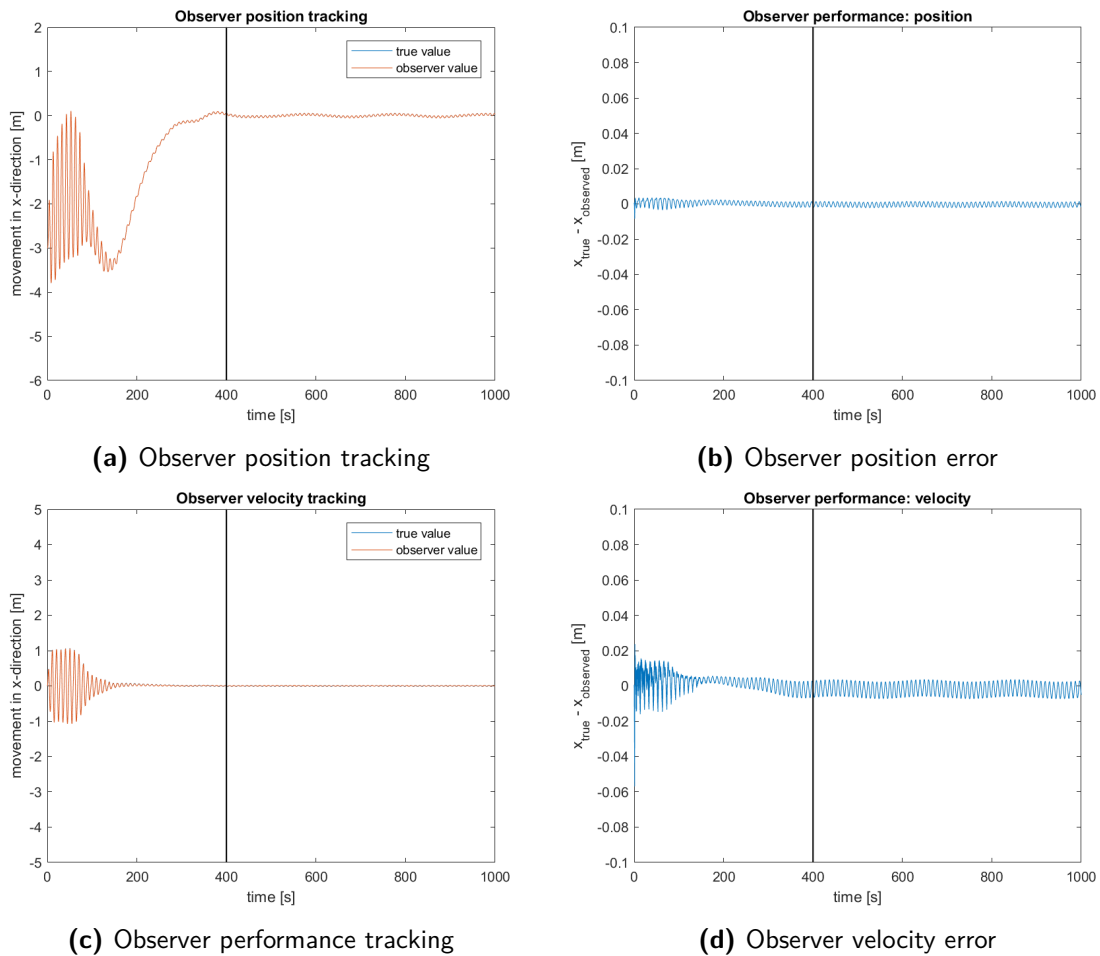 Observer position tracking
2
1
0
-1
-2
-3
-4
-5
-6
movement in x-direction [m]
true value
observer value
0 200 400 600 800 1000
time [s]
(a) Observer position tracking
Observer performance: position
0.1
0.08
0.06
0.04
0.02
0
-0.02
-0.04
-0.06
-0.08
-0.1
x_true - x_observed [m]
0 200 400 600 800 1000
time [s]
(b) Observer position error
Observer velocity tracking
5
4
3
2
1
0
-1
-2
-3
-4
-5
movement in x-direction [m]
true value
observer value
0 200 400 600 800 1000
time [s]
(c) Observer performance tracking
Observer performance: velocity
0.1
0.08
0.06
0.04
0.02
0
-0.02
-0.04
-0.06
-0.08
-0.1
x_true - x_observed [m]
0 200 400 600 800 1000
time [s]
(d) Observer velocity error